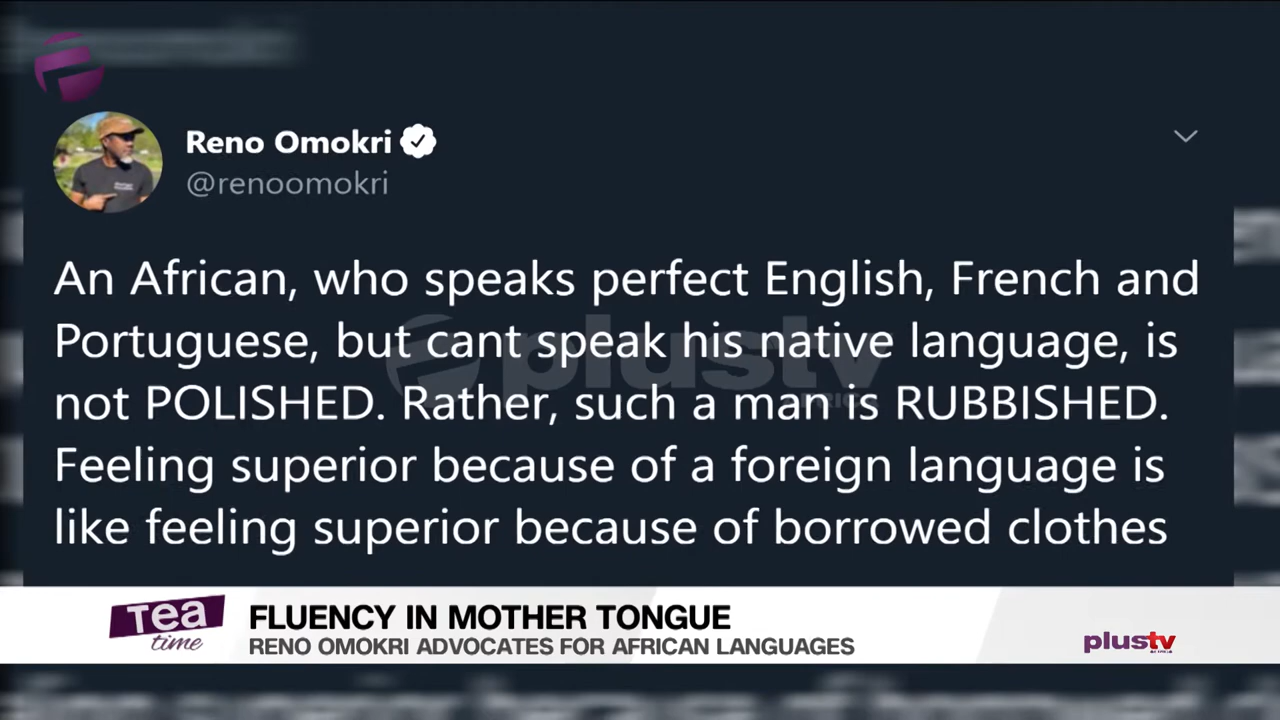 Reno Omokri
@renoomokri
An African, who speaks perfect English, French and
Portuguese, but cant speak his native language, is
not POLISHED. Rather, such a man is RUBBISHED.
Feeling superior because of a foreign language is
like feeling superior because of borrowed clothes
plustv
AFRICA
Tea
time
FLUENCY IN MOTHER TONGUE
RENO OMOKRI ADVOCATES FOR AFRICAN LANGUAGES
plustv